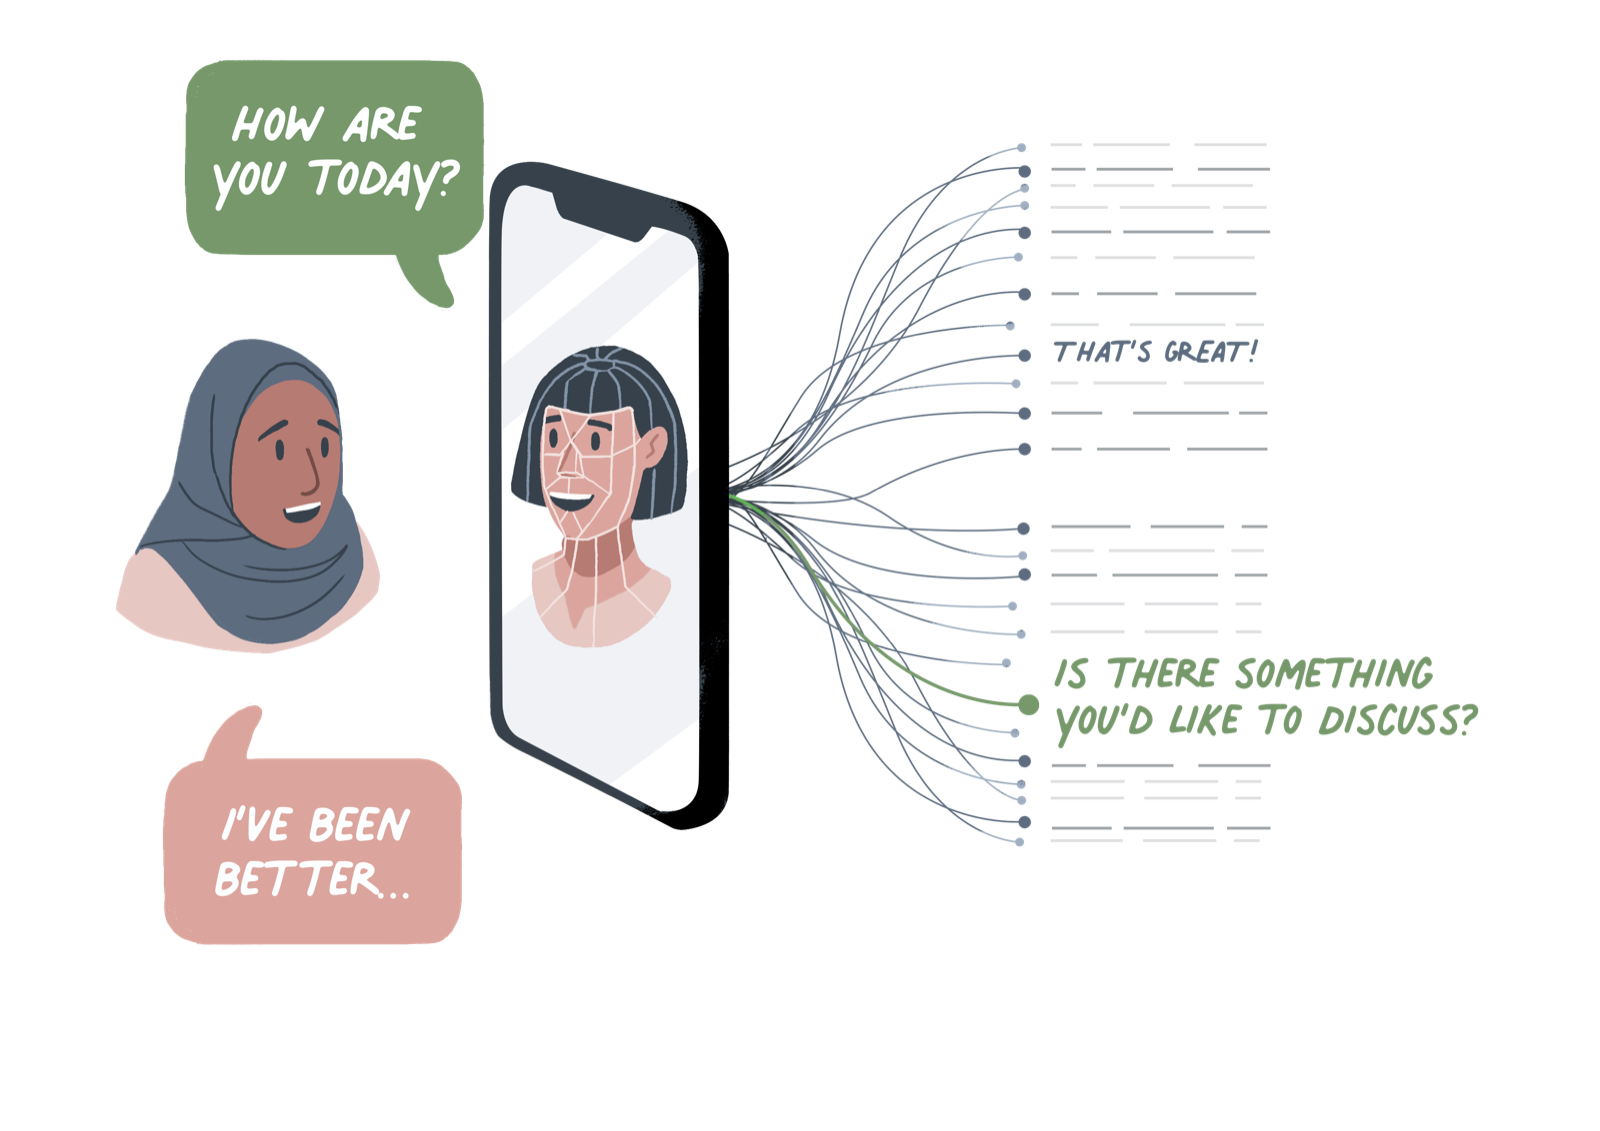 HOW ARE
YOU TODAY?
I'VE BEEN
BETTER...
THAT'S GREAT!
IS THERE SOMETHING
YOU'D LIKE TO DISCUSS?